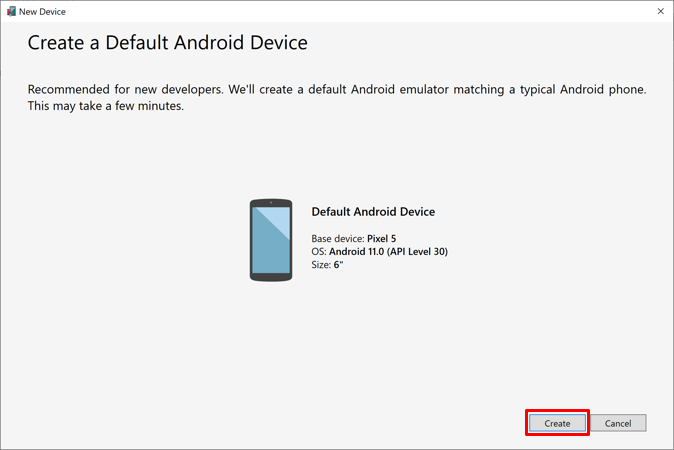 New Device
Create a Default Android Device
Recommended for new developers. We'll create a default Android emulator matching a typical Android phone.
This may take a few minutes.
Default Android Device
Base device: Pixel 5
OS: Android 11.0 (API Level 30)
Size: 6"
Create
Cancel